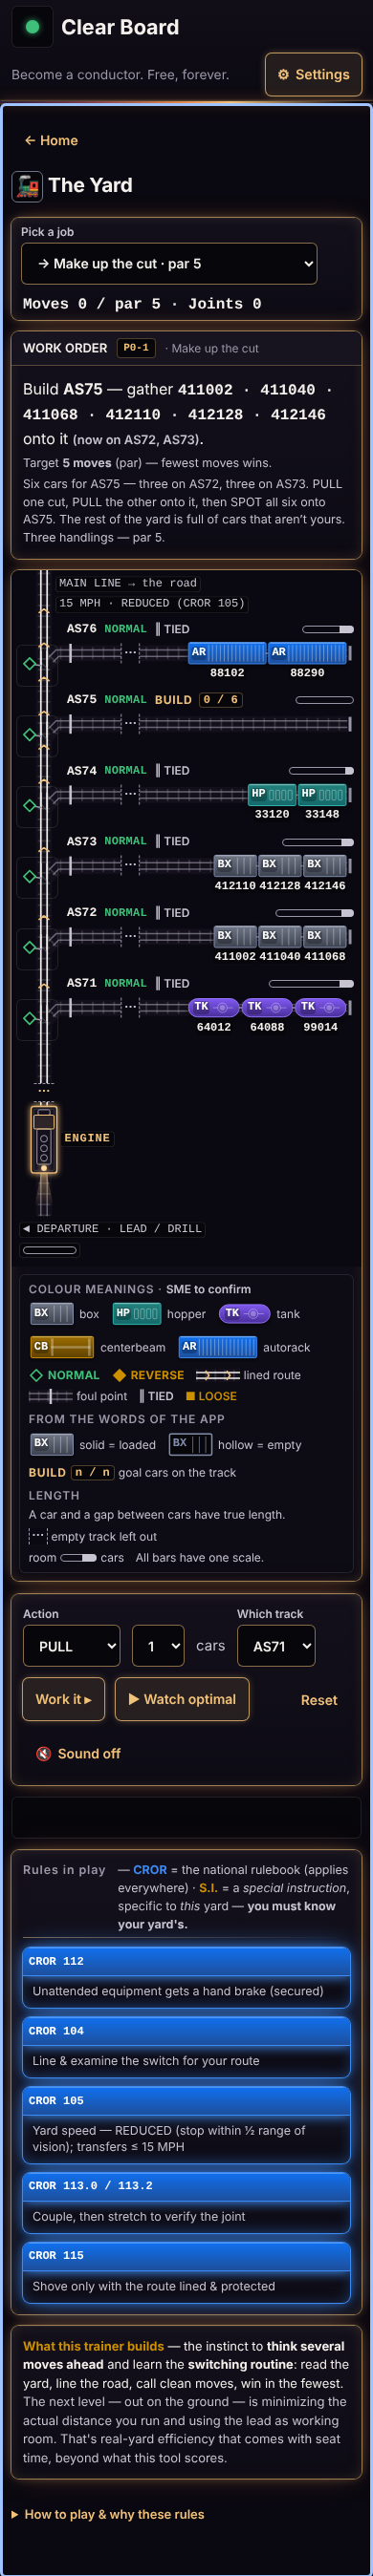 Clear Board
Become a conductor. Free, forever.
⚙ Settings
← Home
The Yard
Pick a job
→ Make up the cut · par 5
Moves 0 / par 5 · Joints 0
WORK ORDER P0-1 · Make up the cut
Build AS75 — gather 411002 · 411040 ·
411068 · 412110 · 412128 · 412146
onto it (now on AS72, AS73).
Target 5 moves (par) — fewest moves wins.
Six cars for AS75 — three on AS72, three on AS73. PULL
one cut, PULL the other onto it, then SPOT all six onto
AS75. The rest of the yard is full of cars that aren't yours.
Three handlings — par 5.
MAIN LINE → the road
15 MPH · REDUCED (CROR 105)
AS76 NORMAL ║ TIED
AR AR
88102 88290
AS75 NORMAL BUILD 0 / 6
AS74 NORMAL ║ TIED
HP HP
33120 33148
AS73 NORMAL ║ TIED
BX BX BX
412110 412128 412146
AS72 NORMAL ║ TIED
BX BX BX
411002 411040 411068
AS71 NORMAL ║ TIED
TK TK TK
64012 64088 99014
ENGINE
◀ DEPARTURE · LEAD / DRILL
COLOUR MEANINGS · SME to confirm
BX box HP hopper TK tank
CB centerbeam AR autorack
◇ NORMAL ◆ REVERSE lined route
foul point ║ TIED ■ LOOSE
FROM THE WORDS OF THE APP
BX solid = loaded BX hollow = empty
BUILD n / n goal cars on the track
LENGTH
A car and a gap between cars have true length.
··· empty track left out
room cars All bars have one scale.
Action
Which track
PULL 1 cars AS71
Work it ▸
▶ Watch optimal
Reset
🔇 Sound off
Rules in play
— CROR = the national rulebook (applies
everywhere) · S.I. = a special instruction,
specific to this yard — you must know
your yard's.
CROR 112
Unattended equipment gets a hand brake (secured)
CROR 104
Line & examine the switch for your route
CROR 105
Yard speed — REDUCED (stop within ½ range of
vision); transfers ≤ 15 MPH
CROR 113.0 / 113.2
Couple, then stretch to verify the joint
CROR 115
Shove only with the route lined & protected
What this trainer builds — the instinct to think several
moves ahead and learn the switching routine: read the
yard, line the road, call clean moves, win in the fewest.
The next level — out on the ground — is minimizing the
actual distance you run and using the lead as working
room. That's real-yard efficiency that comes with seat
time, beyond what this tool scores.
▶ How to play & why these rules